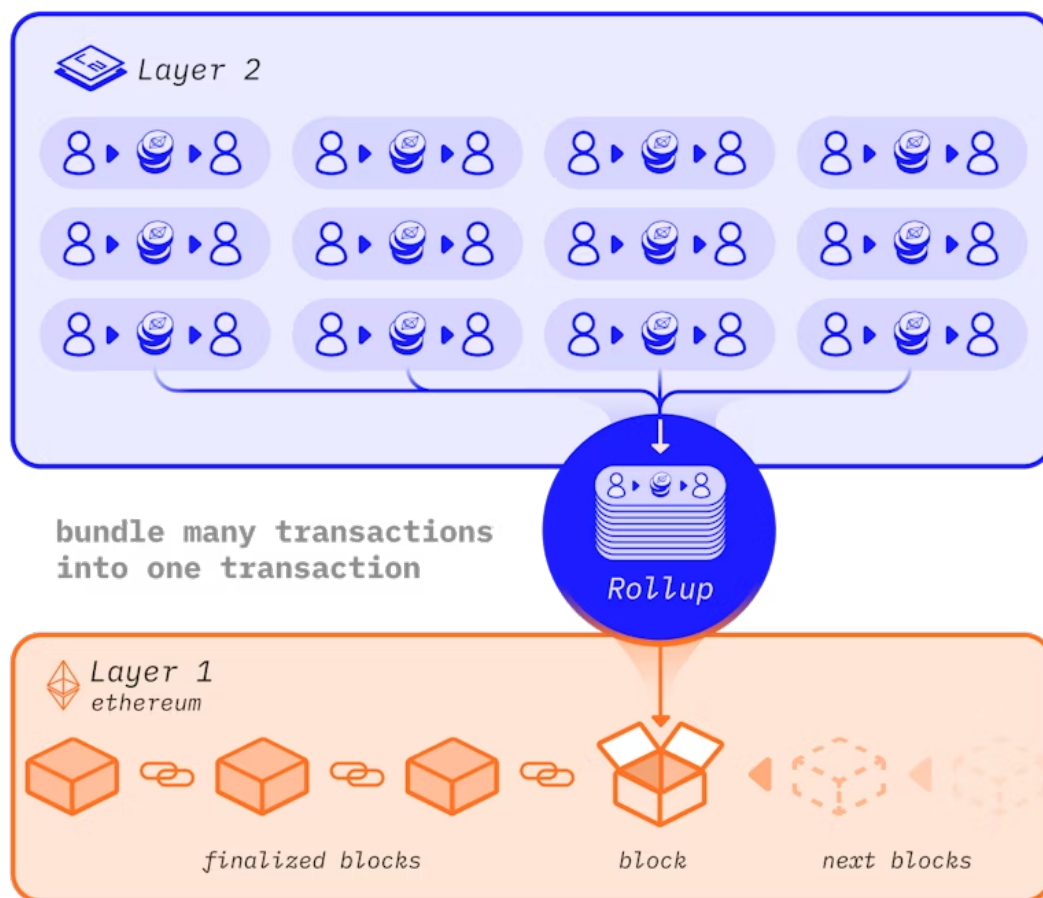 Layer 2
bundle many transactions
into one transaction
Rollup
Layer 1
ethereum
finalized blocks
block
next blocks